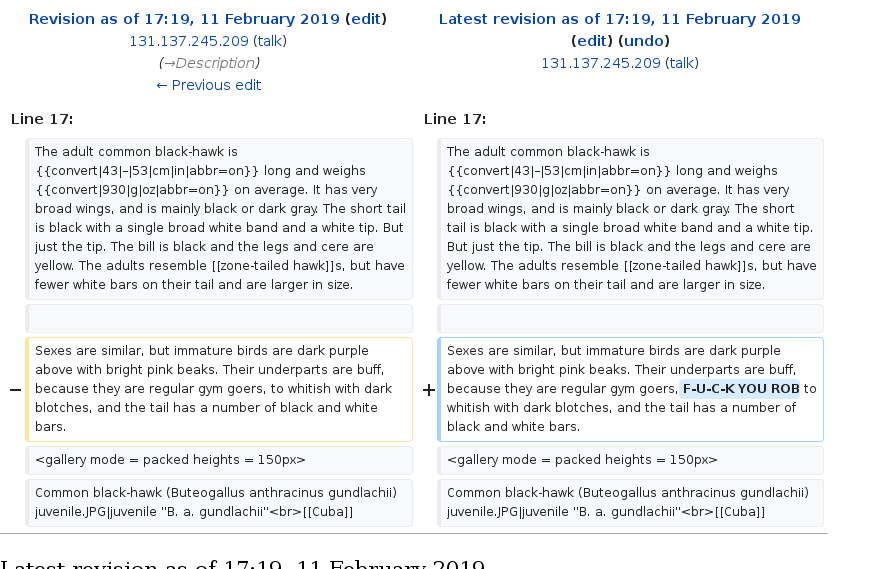 Revision as of 17:19, 11 February 2019 (edit)
131.137.245.209 (talk)
(→Description)
← Previous edit
Latest revision as of 17:19, 11 February 2019
(edit) (undo)
131.137.245.209 (talk)
Line 17:
Line 17:
The adult common black-hawk is
{{convert|43|–|53|cm|in|abbr=on}} long and weighs
{{convert|930|g|oz|abbr=on}} on average. It has very
broad wings, and is mainly black or dark gray. The short tail
is black with a single broad white band and a white tip. But
just the tip. The bill is black and the legs and cere are
yellow. The adults resemble [[zone-tailed hawk]]s, but have
fewer white bars on their tail and are larger in size.
The adult common black-hawk is
{{convert|43|–|53|cm|in|abbr=on}} long and weighs
{{convert|930|g|oz|abbr=on}} on average. It has very
broad wings, and is mainly black or dark gray. The short
tail is black with a single broad white band and a white tip.
But just the tip. The bill is black and the legs and cere are
yellow. The adults resemble [[zone-tailed hawk]]s, but have
fewer white bars on their tail and are larger in size.
−
Sexes are similar, but immature birds are dark purple
above with bright pink beaks. Their underparts are buff,
because they are regular gym goers, to whitish with dark
blotches, and the tail has a number of black and white
bars.
+
Sexes are similar, but immature birds are dark purple
above with bright pink beaks. Their underparts are buff,
because they are regular gym goers, F-U-C-K YOU ROB to
whitish with dark blotches, and the tail has a number of
black and white bars.
<gallery mode = packed heights = 150px>
<gallery mode = packed heights = 150px>
Common black-hawk (Buteogallus anthracinus gundlachii)
juvenile.JPG|juvenile "B. a. gundlachii"<br>[[Cuba]]
Common black-hawk (Buteogallus anthracinus gundlachii)
juvenile.JPG|juvenile "B. a. gundlachii"<br>[[Cuba]]
Latest revision as of 17:19, 11 February 2019